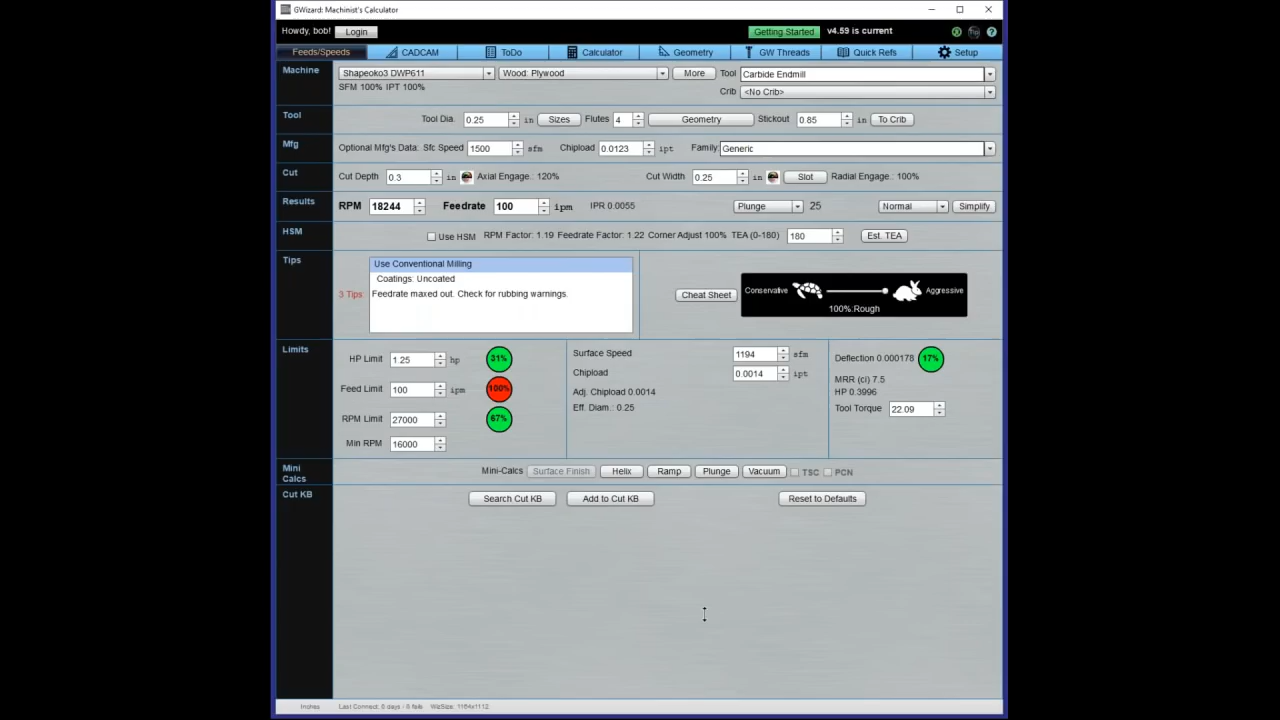 GWizard: Machinist's Calculator
Howdy, bob! Login Getting Started v4.59 is current ?
Feeds/Speeds CADCAM ToDo Calculator Geometry GW Threads Quick Refs Setup
Machine Shapeoko3 DWP611 Wood: Plywood More Tool Carbide Endmill
SFM 100% IPT 100% Crib <No Crib>
Tool Tool Dia. 0.25 in Sizes Flutes 4 Geometry Stickout 0.85 in To Crib
Mfg Optional Mfg's Data: Sfc Speed 1500 sfm Chipload 0.0123 ipt Family: Generic
Cut Cut Depth 0.3 in Axial Engage.: 120% Cut Width 0.25 in Slot Radial Engage.: 100%
Results RPM 18244 Feedrate 100 ipm IPR 0.0055 Plunge 25 Normal Simplify
HSM Use HSM RPM Factor: 1.19 Feedrate Factor: 1.22 Corner Adjust 100% TEA (0-180) 180 Est. TEA
Tips Use Conventional Milling
Coatings: Uncoated
3 Tips Feedrate maxed out. Check for rubbing warnings.
Cheat Sheet Conservative Aggressive
100%:Rough
Limits HP Limit 1.25 hp 31% Surface Speed 1194 sfm Deflection 0.000178 17%
Chipload 0.0014 ipt MRR (ci) 7.5
Feed Limit 100 ipm 100% Adj. Chipload 0.0014 HP 0.3996
Eff. Diam.: 0.25 Tool Torque 22.09
RPM Limit 27000 67%
Min RPM 16000
Mini Calcs Mini-Calcs Surface Finish Helix Ramp Plunge Vacuum TSC PCN
Cut KB Search Cut KB Add to Cut KB Reset to Defaults
Inches Last Connect: 0 days / 8 fails WizSize: 1164x1112